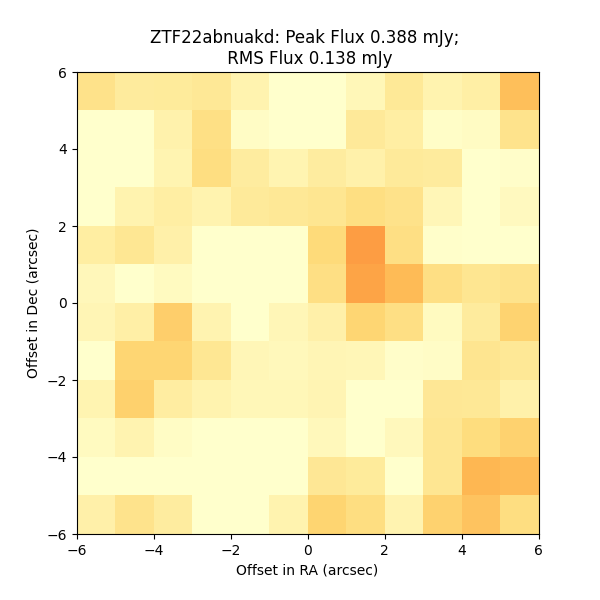 ZTF22abnuakd: Peak Flux 0.388 mJy;
RMS Flux 0.138 mJy
6
4
2
0
−2
−4
−6
Offset in Dec (arcsec)
−6 −4 −2 0 2 4 6
Offset in RA (arcsec)